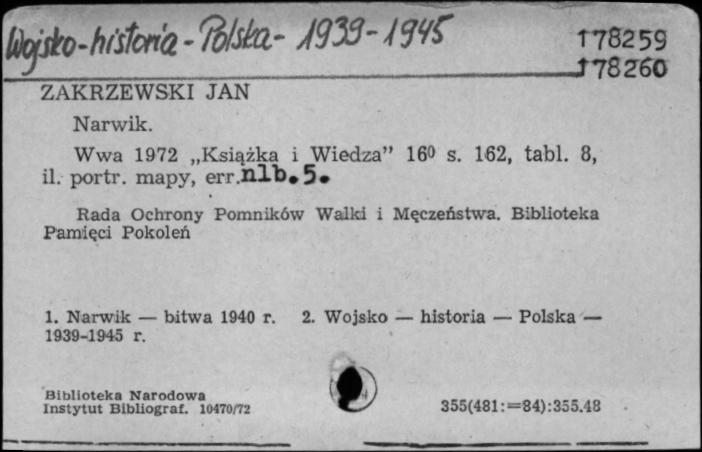 Wojsko-historia-Polska-1939-1945
178259
178260
ZAKRZEWSKI JAN
Narwik.
Wwa 1972 „Książka i Wiedza” 16⁰ s. 162, tabl. 8,
il. portr. mapy, err. nlb. 5.
Rada Ochrony Pomników Walki i Męczeństwa. Biblioteka
Pamięci Pokoleń
1. Narwik — bitwa 1940 r. 2. Wojsko — historia — Polska —
1939-1945 r.
Biblioteka Narodowa
Instytut Bibliograf. 10470/72
355(481:=84):355.48